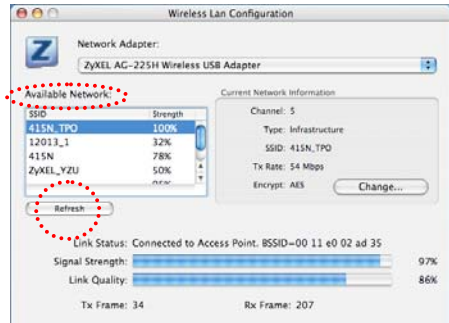 Wireless Lan Configuration
Z
Network Adapter:
ZyXEL AG-225H Wireless USB Adapter
Available Network:
SSID Strength
415N_TPO 100%
12013_1 32%
415N 78%
ZyXEL_YZU 50%
Refresh
Current Network Information
Channel: 5
Type: Infrastructure
SSID: 415N_TPO
Tx Rate: 54 Mbps
Encrypt: AES
Change...
Link Status: Connected to Access Point. BSSID=00 11 e0 02 ad 35
Signal Strength: 97%
Link Quality: 86%
Tx Frame: 34 Rx Frame: 207